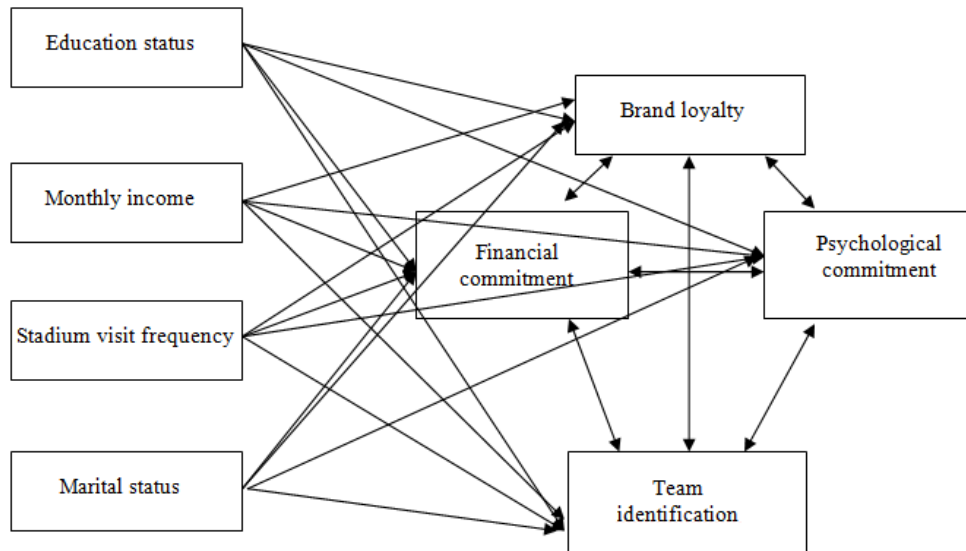 Education status
Brand loyalty
Monthly income
Financial
commitment
Psychological
commitment
Stadium visit frequency
Marital status
Team
identification